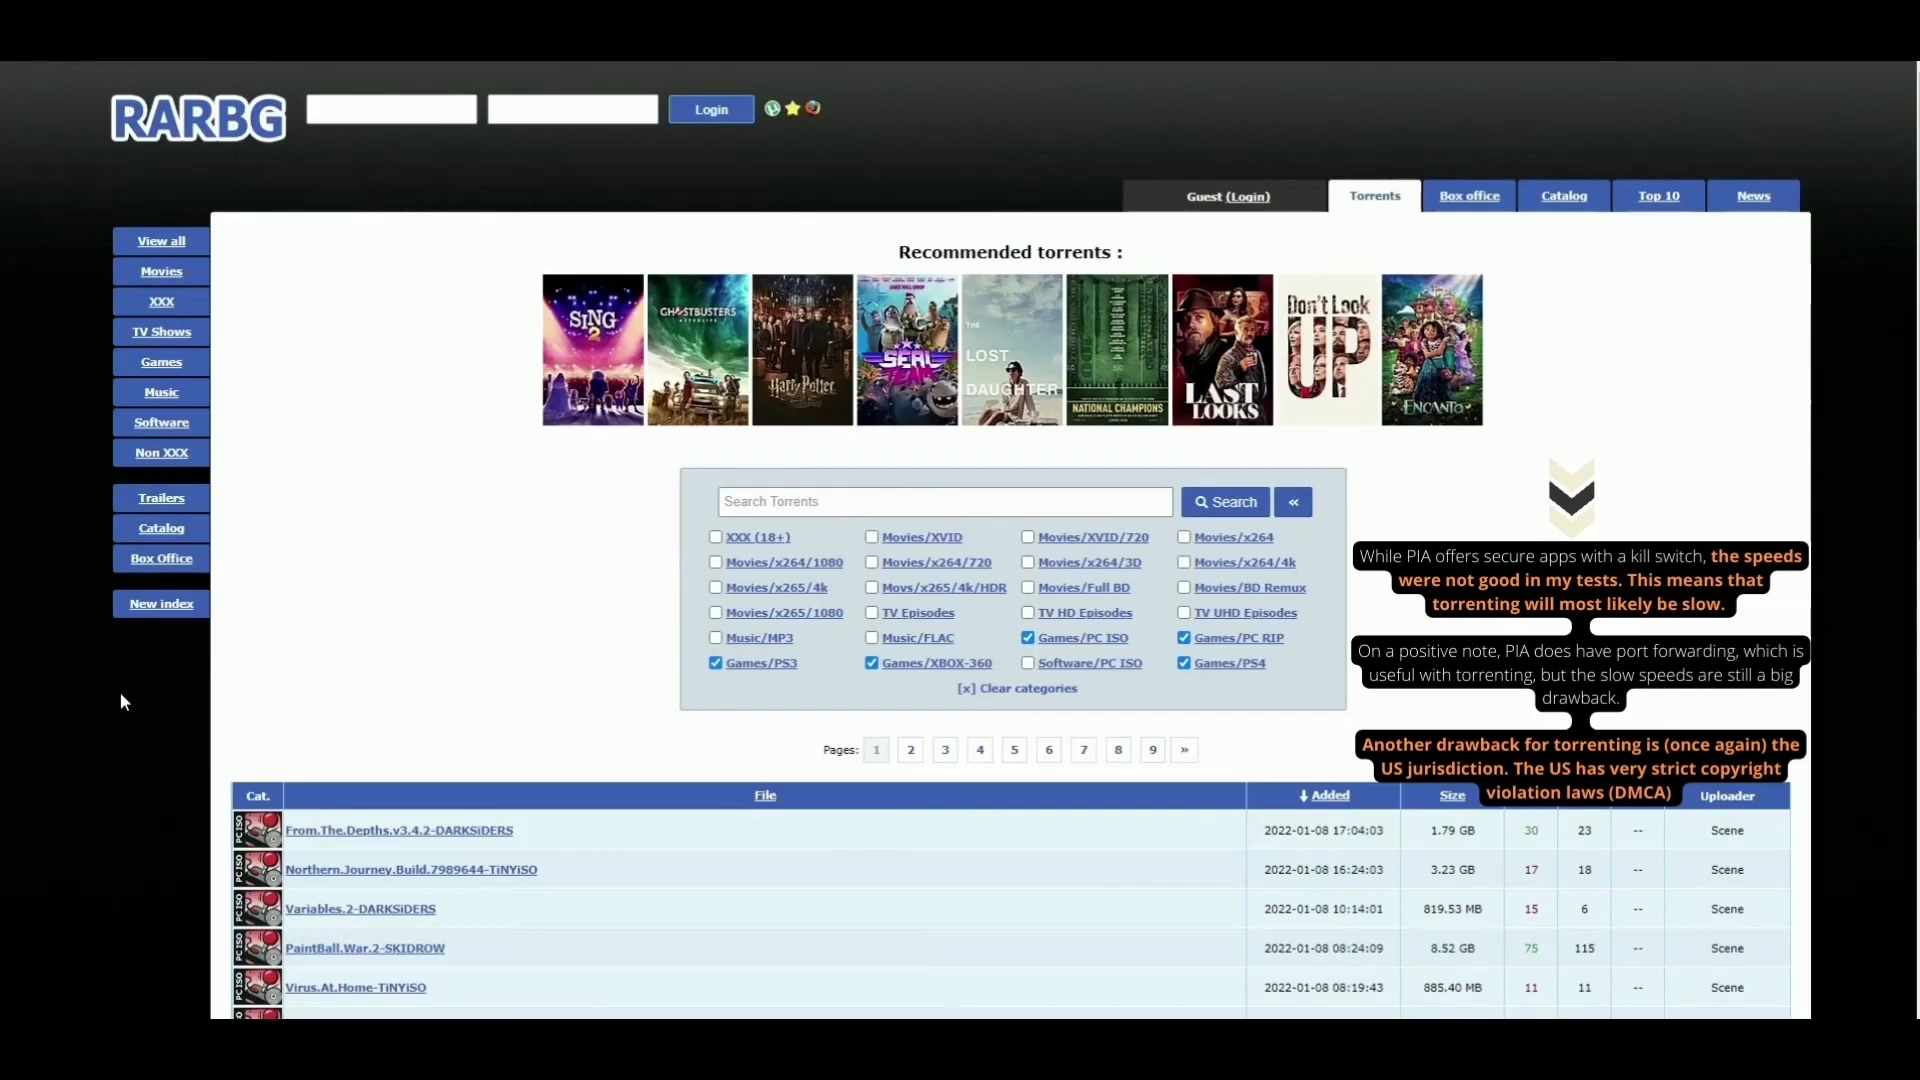 RARBG
Login
Guest (Login)
Torrents
Box office
Catalog
Top 10
News
View all
Movies
XXX
TV Shows
Games
Music
Software
Non XXX
Trailers
Catalog
Box Office
New index
Recommended torrents :
SING 2
GHOSTBUSTERS
AFTERLIFE
Harry Potter
SEAL TEAM
THE
LOST
DAUGHTER
NATIONAL CHAMPIONS
LAST
LOOKS
Don't Look
UP
ENCANTO
Search Torrents
Search
«
XXX (18+) Movies/XVID Movies/XVID/720 Movies/x264
Movies/x264/1080 Movies/x264/720 Movies/x264/3D Movies/x264/4k
Movies/x265/4k Movs/x265/4k/HDR Movies/Full BD Movies/BD Remux
Movies/x265/1080 TV Episodes TV HD Episodes TV UHD Episodes
Music/MP3 Music/FLAC Games/PC ISO Games/PC RIP
Games/PS3 Games/XBOX-360 Software/PC ISO Games/PS4
[x] Clear categories
While PIA offers secure apps with a kill switch, the speeds
were not good in my tests. This means that
torrenting will most likely be slow.
On a positive note, PIA does have port forwarding, which is
useful with torrenting, but the slow speeds are still a big
drawback.
Another drawback for torrenting is (once again) the
US jurisdiction. The US has very strict copyright
violation laws (DMCA)
Pages: 1 2 3 4 5 6 7 8 9 »
Cat. File Added Size Uploader
PC ISO From.The.Depths.v3.4.2-DARKSiDERS 2022-01-08 17:04:03 1.79 GB 30 23 -- Scene
PC ISO Northern.Journey.Build.7989644-TiNYiSO 2022-01-08 16:24:03 3.23 GB 17 18 -- Scene
PC ISO Variables.2-DARKSiDERS 2022-01-08 10:14:01 819.53 MB 15 6 -- Scene
PC ISO PaintBall.War.2-SKIDROW 2022-01-08 08:24:09 8.52 GB 75 115 -- Scene
PC ISO Virus.At.Home-TiNYiSO 2022-01-08 08:19:43 885.40 MB 11 11 -- Scene